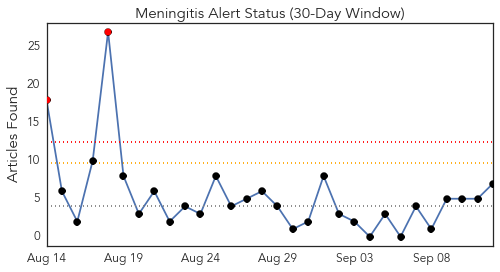 Meningitis Alert Status (30-Day Window)
Articles Found
25
20
15
10
5
0
Aug 14 Aug 19 Aug 24 Aug 29 Sep 03 Sep 08